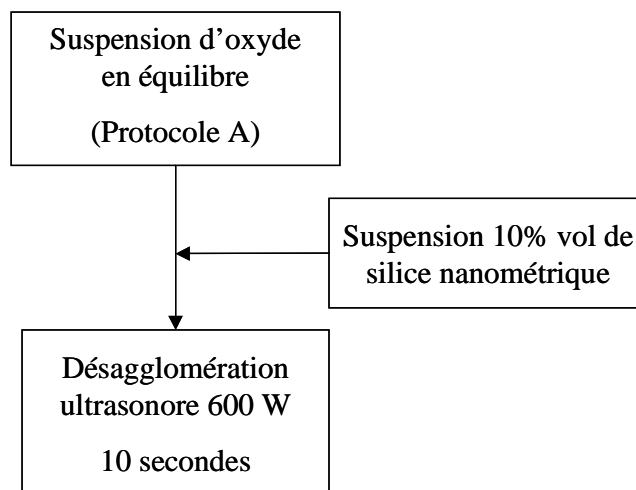 Suspension d’oxyde
en équilibre
(Protocole A)
Suspension 10% vol de
silice nanométrique
Désagglomération
ultrasonore 600 W
10 secondes